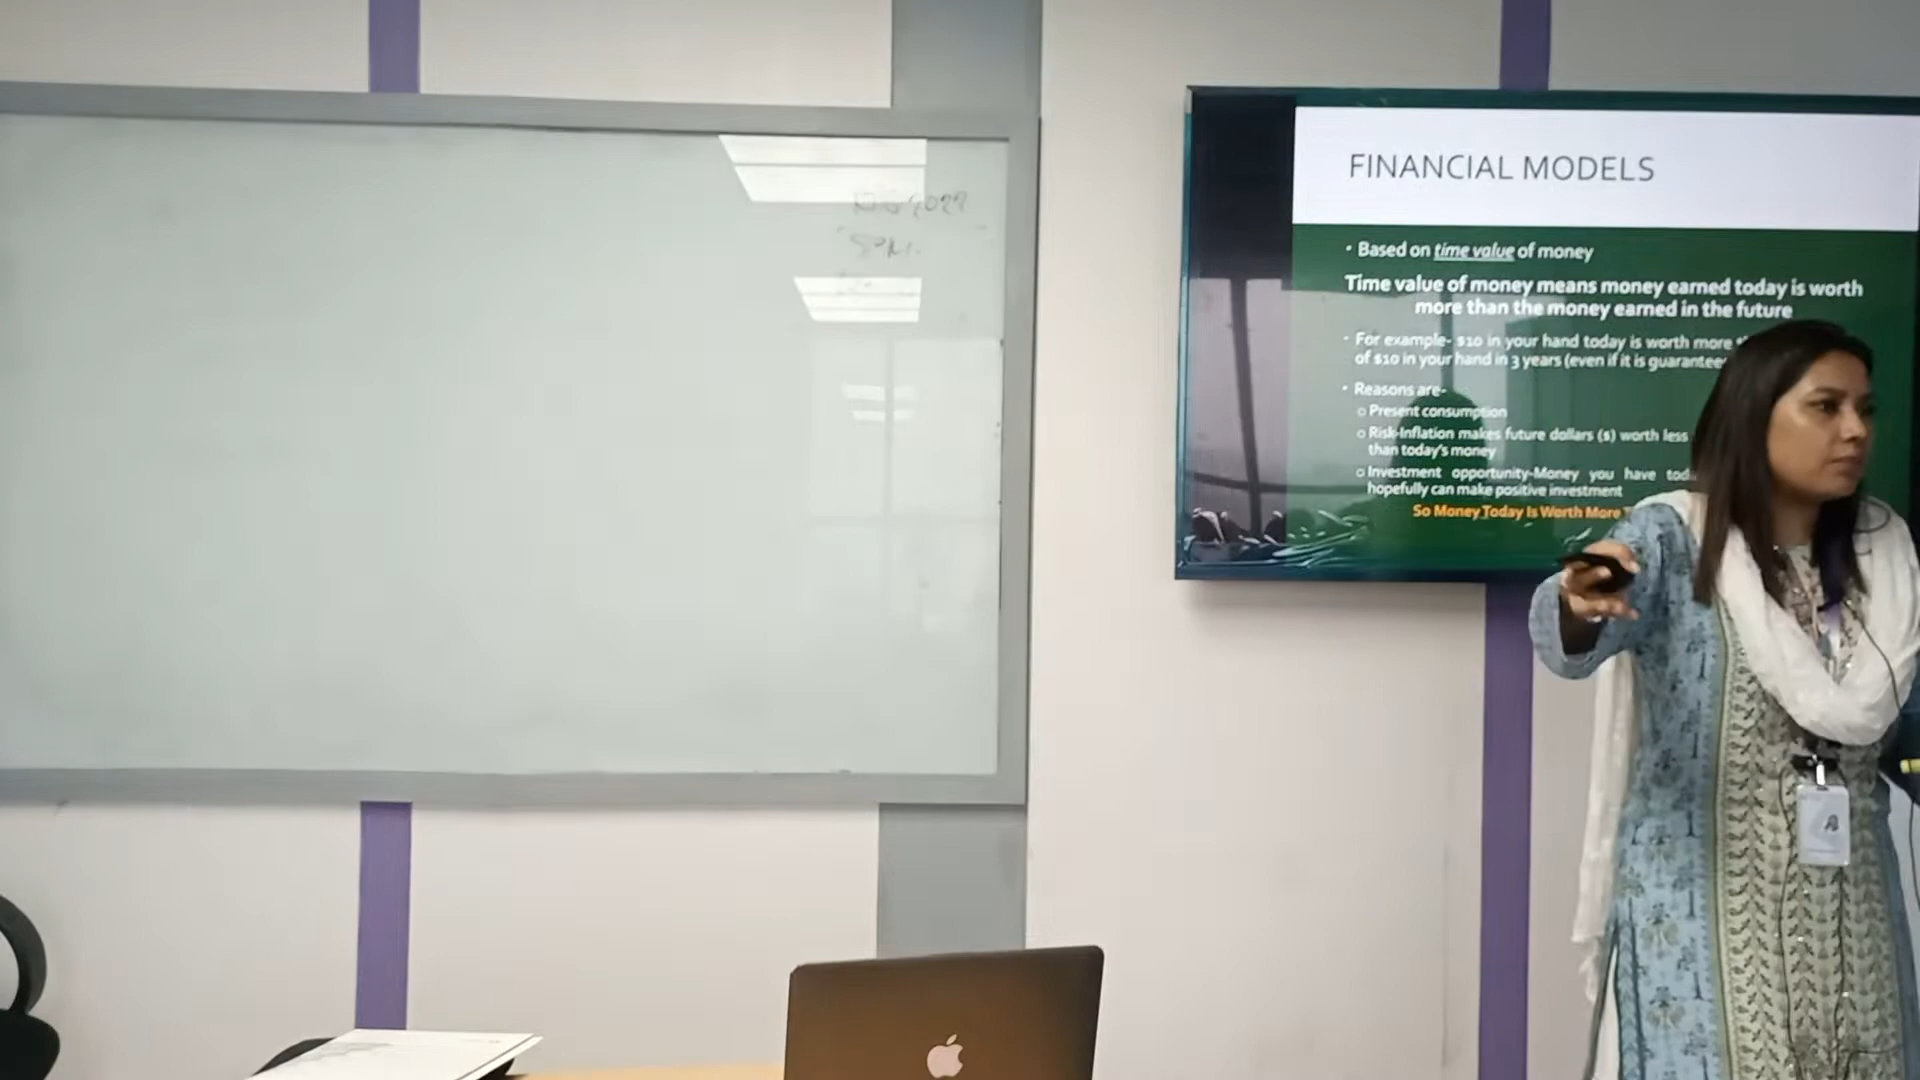 FINANCIAL MODELS
• Based on time value of money
Time value of money means money earned today is worth
more than the money earned in the future
• For example- $10 in your hand today is worth more
of $10 in your hand in 3 years (even if it is
• Reasons are-
o Present consumption
o Risk-Inflation makes future dollars ($) worth less
than today's money
o Investment opportunity-Money you have
hopefully can make positive investment
So Money Today Is Worth More